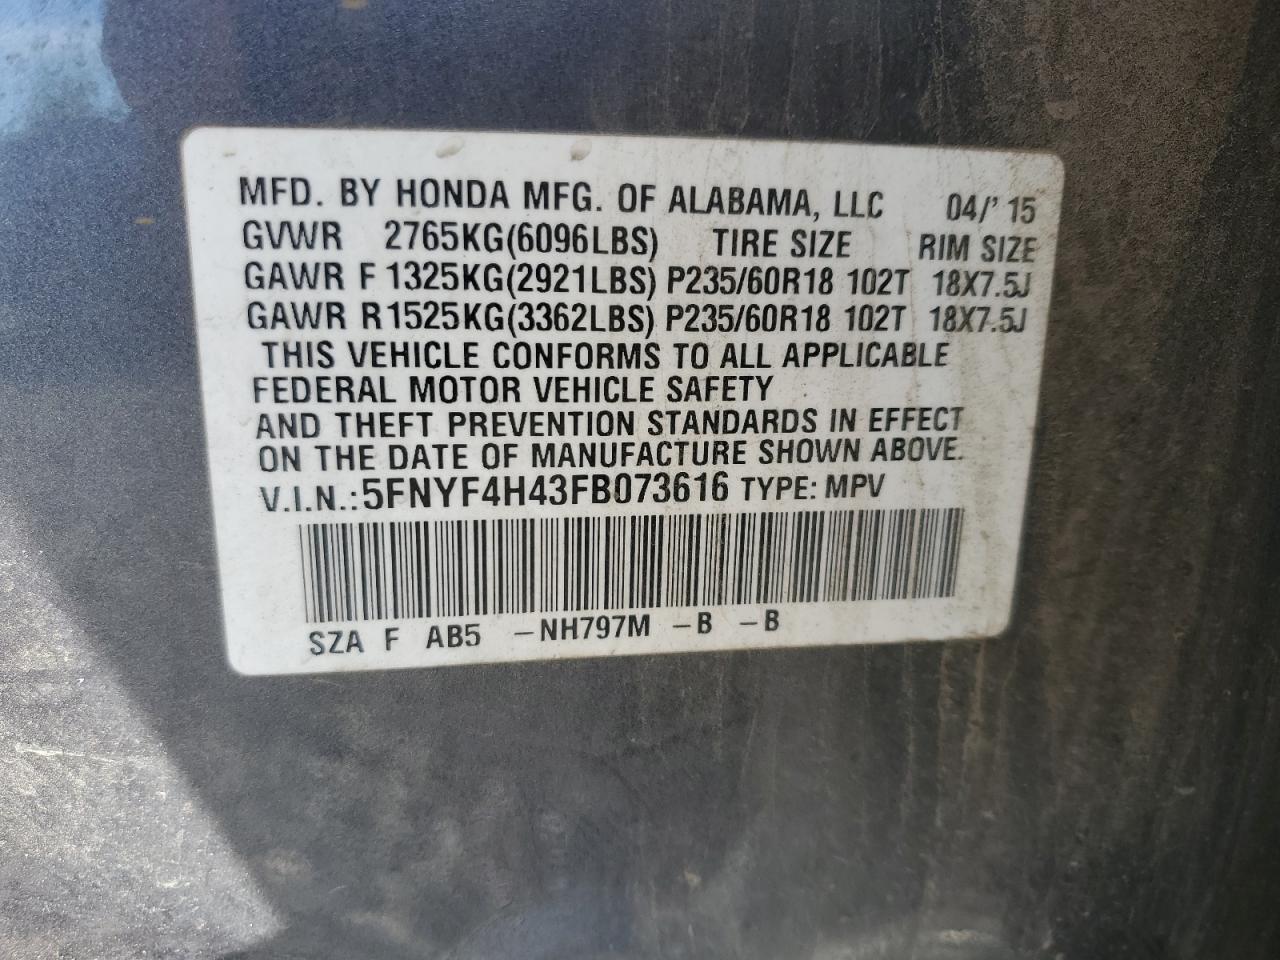 MFD. BY HONDA MFG. OF ALABAMA, LLC 04/' 15
GVWR 2765KG(6096LBS) TIRE SIZE RIM SIZE
GAWR F 1325KG(2921LBS) P235/60R18 102T 18X7.5J
GAWR R 1525KG(3362LBS) P235/60R18 102T 18X7.5J
THIS VEHICLE CONFORMS TO ALL APPLICABLE
FEDERAL MOTOR VEHICLE SAFETY
AND THEFT PREVENTION STANDARDS IN EFFECT
ON THE DATE OF MANUFACTURE SHOWN ABOVE.
V.I.N.: 5FNYF4H43FB073616 TYPE: MPV
SZA F AB5 -NH797M -B -B